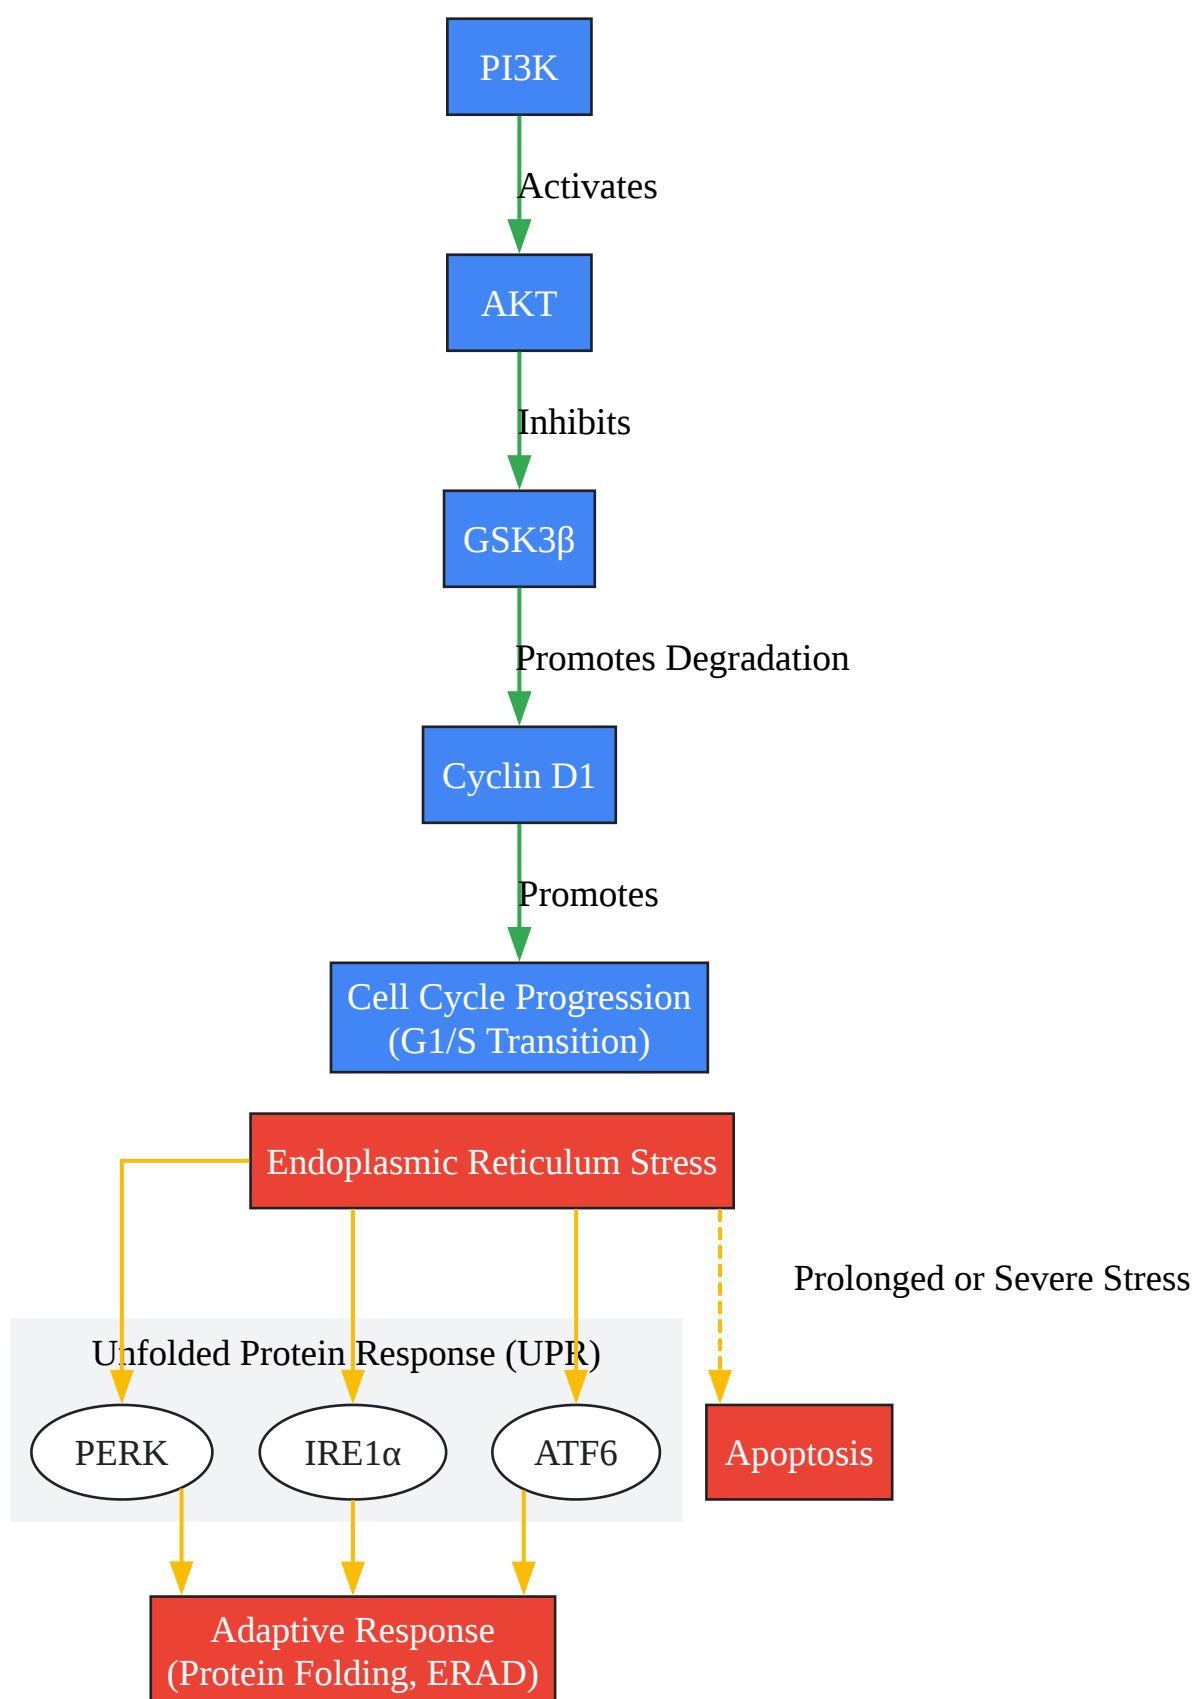 PI3K
Activates
AKT
Inhibits
GSK3β
Promotes Degradation
Cyclin D1
Promotes
Cell Cycle Progression
(G1/S Transition)
Endoplasmic Reticulum Stress
Prolonged or Severe Stress
Unfolded Protein Response (UPR)
PERK
IRE1α
ATF6
Apoptosis
Adaptive Response
(Protein Folding, ERAD)